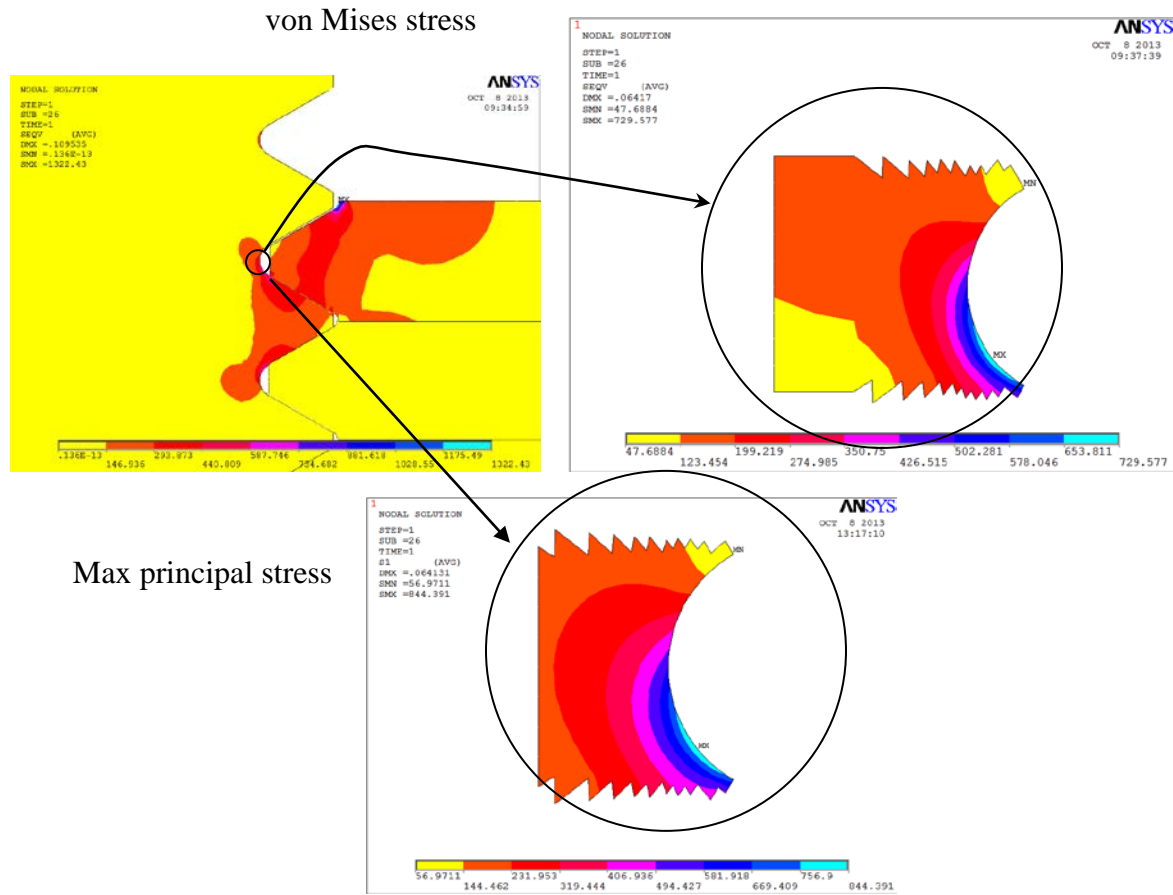 von Mises stress
NODAL SOLUTION
STEP=1
SUB =26
TIME=1
SEQV (AVG)
DMX =.109535
SMN =.136E-13
SMX =1322.43
ANSYS
OCT 8 2013
09:34:59
MX
.136E-13 293.873 587.746 881.618 1175.49
146.936 440.809 734.682 1028.55 1322.43
1
NODAL SOLUTION
STEP=1
SUB =26
TIME=1
SEQV (AVG)
DMX =.06417
SMN =47.6884
SMX =729.577
ANSYS
OCT 8 2013
09:37:39
MN
MX
47.6884 199.219 350.75 502.281 653.811
123.454 274.985 426.515 578.046 729.577
Max principal stress
1
NODAL SOLUTION
STEP=1
SUB =26
TIME=1
S1 (AVG)
DMX =.064131
SMN =56.9711
SMX =844.391
ANSYS
OCT 8 2013
13:17:10
MN
MX
56.9711 231.953 406.936 581.918 756.9
144.462 319.444 494.427 669.409 844.391